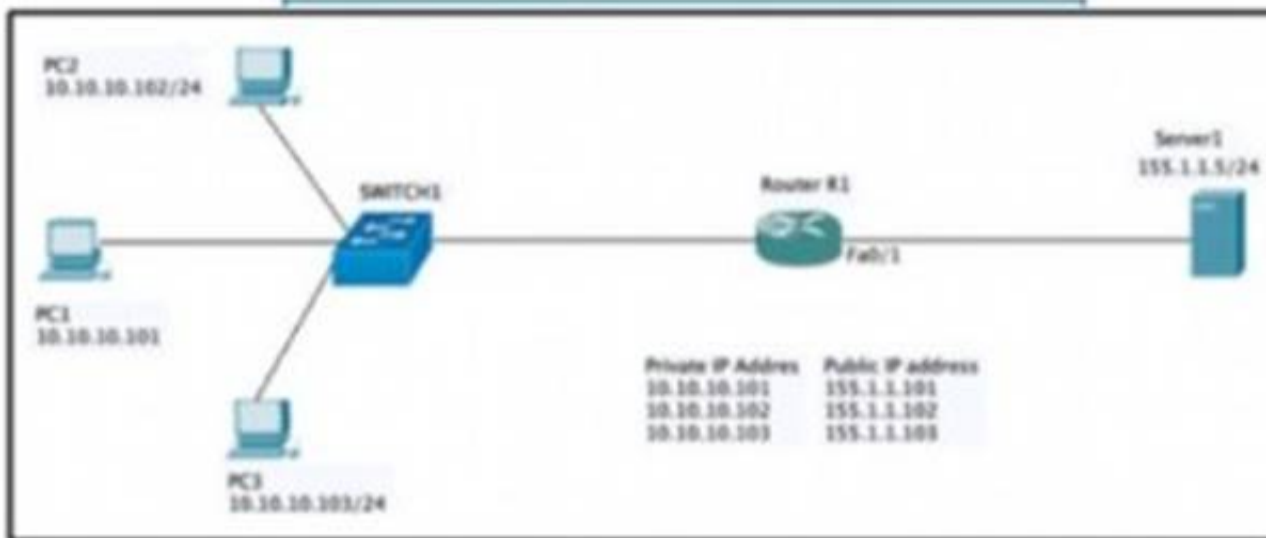 PC2
10.10.10.102/24
SWITCH1
Router R1
Server1
155.1.1.5/24
Fa0/1
PC1
10.10.10.101
Private IP Addres Public IP address
10.10.10.101 155.1.1.101
10.10.10.102 155.1.1.102
10.10.10.103 155.1.1.103
PC3
10.10.10.103/24